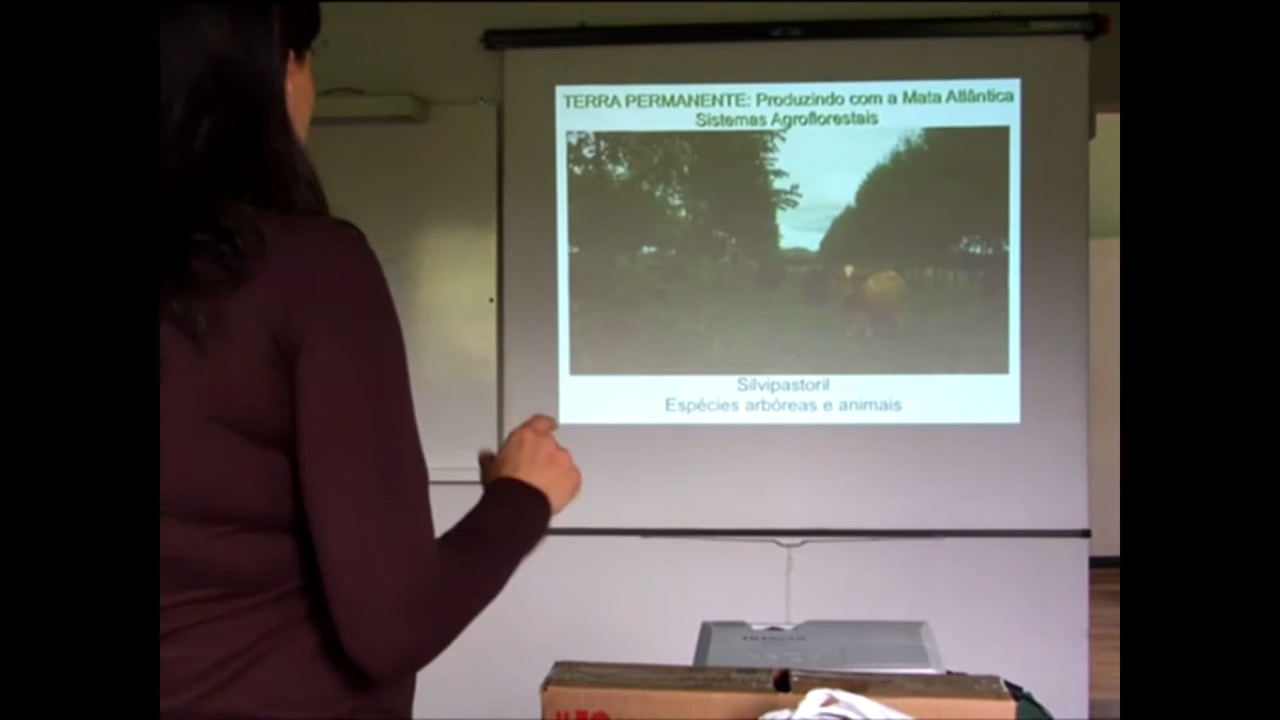 TERRA PERMANENTE: Produzindo com a Mata Atlântica
Sistemas Agroflorestais
Silvipastoril
Espécies arbóreas e animais